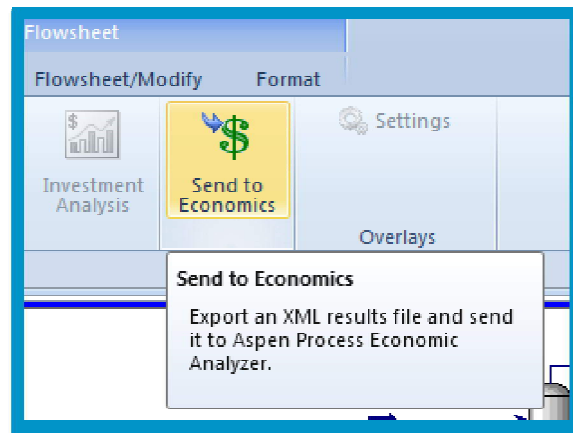 Flowsheet
Flowsheet/Modify Format
Investment
Analysis
Send to
Economics
Settings
Overlays
Send to Economics
Export an XML results file and send
it to Aspen Process Economic
Analyzer.